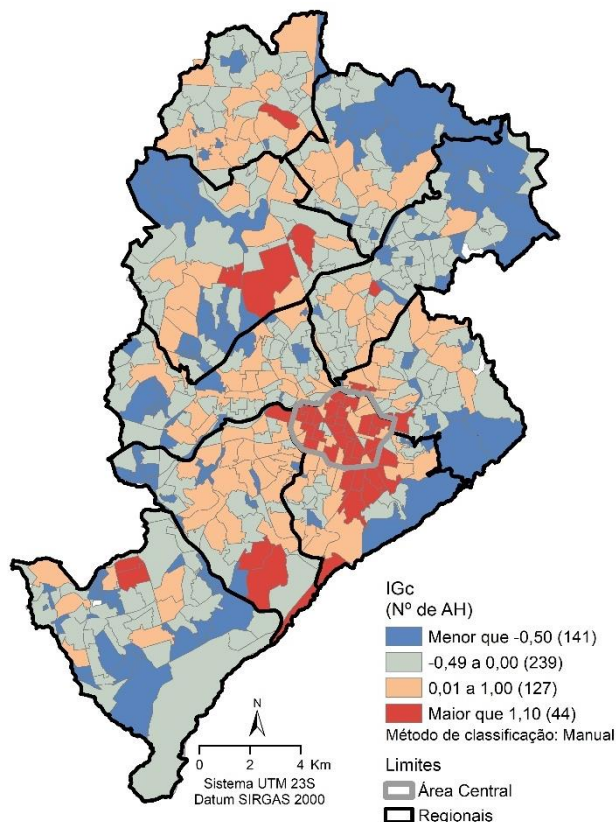 IGc
(Nº de AH)
Menor que -0,50 (141)
-0,49 a 0,00 (239)
0,01 a 1,00 (127)
Maior que 1,10 (44)
Método de classificação: Manual
Limites
Área Central
Regionais
N
0 2 4 Km
Sistema UTM 23S
Datum SIRGAS 2000